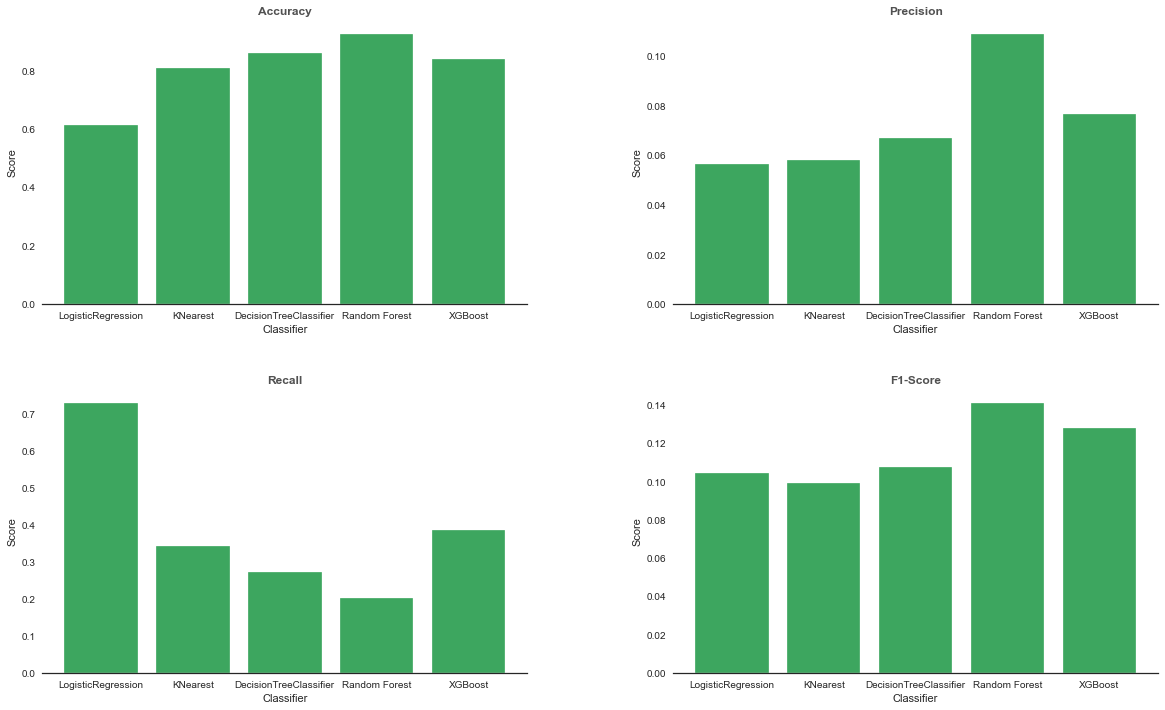 Accuracy
Score
0.8
0.6
0.4
0.2
0.0
LogisticRegression KNearest DecisionTreeClassifier Random Forest XGBoost
Classifier
Precision
Score
0.10
0.08
0.06
0.04
0.02
0.00
LogisticRegression KNearest DecisionTreeClassifier Random Forest XGBoost
Classifier
Recall
Score
0.7
0.6
0.5
0.4
0.3
0.2
0.1
0.0
LogisticRegression KNearest DecisionTreeClassifier Random Forest XGBoost
Classifier
F1-Score
Score
0.14
0.12
0.10
0.08
0.06
0.04
0.02
0.00
LogisticRegression KNearest DecisionTreeClassifier Random Forest XGBoost
Classifier